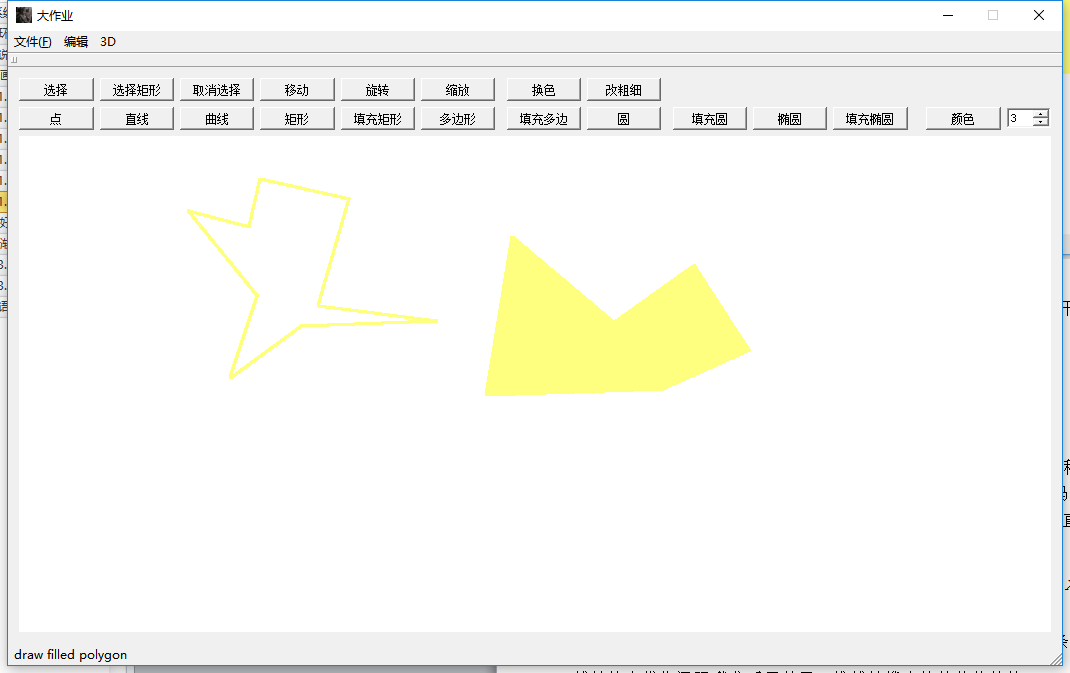 大作业
文件(F) 编辑 3D
选择 选择矩形 取消选择 移动 旋转 缩放 换色 改粗细
点 直线 曲线 矩形 填充矩形 多边形 填充多边 圆 填充圆 椭圆 填充椭圆 颜色 3
draw filled polygon